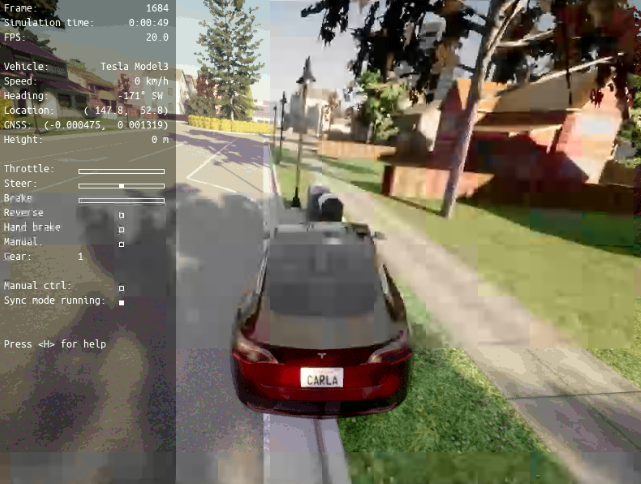 Frame: 1684
Simulation time: 0:00:49
FPS: 20.0
Vehicle: Tesla Model3
Speed: 0 km/h
Heading: -171° SW
Location: ( 147.8, 52.8)
GNSS: (-0.000475, 0.001319)
Height: 0 m
Throttle:
Steer:
Brake
Reverse
Hand brake
Manual:
Gear: 1
Manual ctrl:
Sync mode running:
Press <H> for help
CARLA